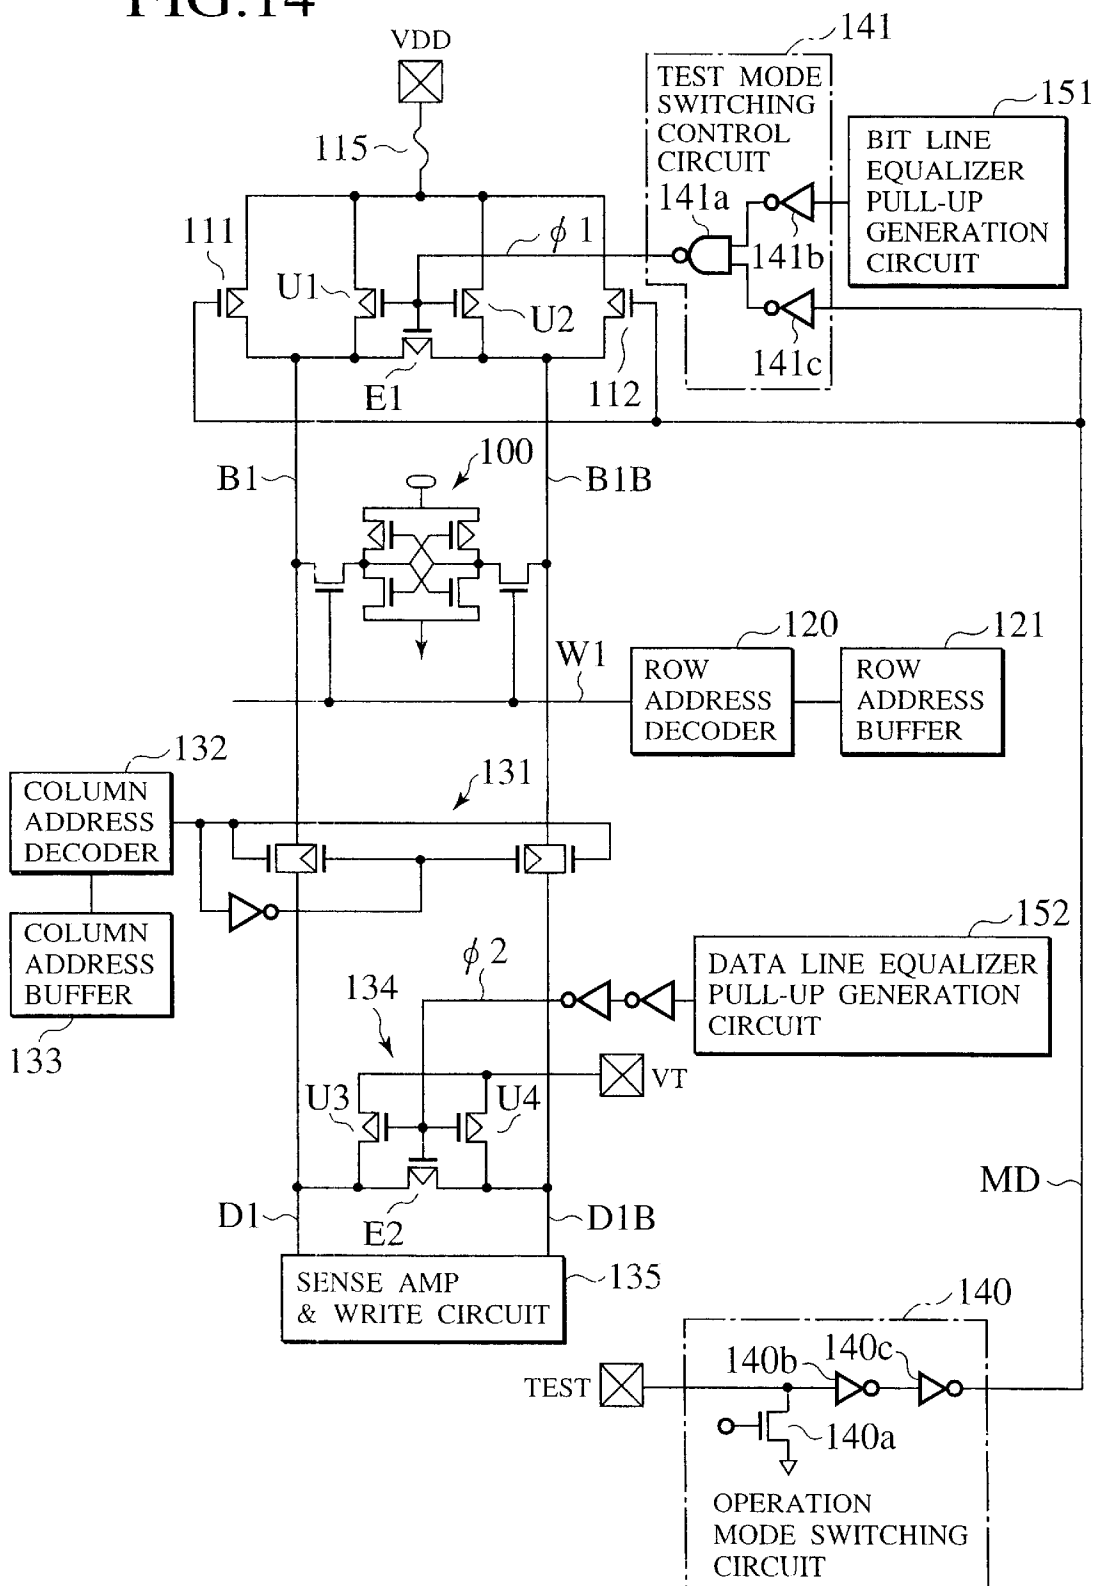 FIG.14
VDD
141
TEST MODE
SWITCHING
CONTROL
CIRCUIT
151
BIT LINE
EQUALIZER
PULL-UP
GENERATION
CIRCUIT
115
141a
141b
141c
111
ϕ1
U1
U2
E1
112
100
B1
B1B
120
ROW
ADDRESS
DECODER
121
ROW
ADDRESS
BUFFER
W1
132
COLUMN
ADDRESS
DECODER
131
COLUMN
ADDRESS
BUFFER
133
152
DATA LINE EQUALIZER
PULL-UP GENERATION
CIRCUIT
ϕ2
134
VT
U3
U4
E2
D1
D1B
MD
SENSE AMP
& WRITE CIRCUIT
135
140
TEST
140b
140c
140a
OPERATION
MODE SWITCHING
CIRCUIT